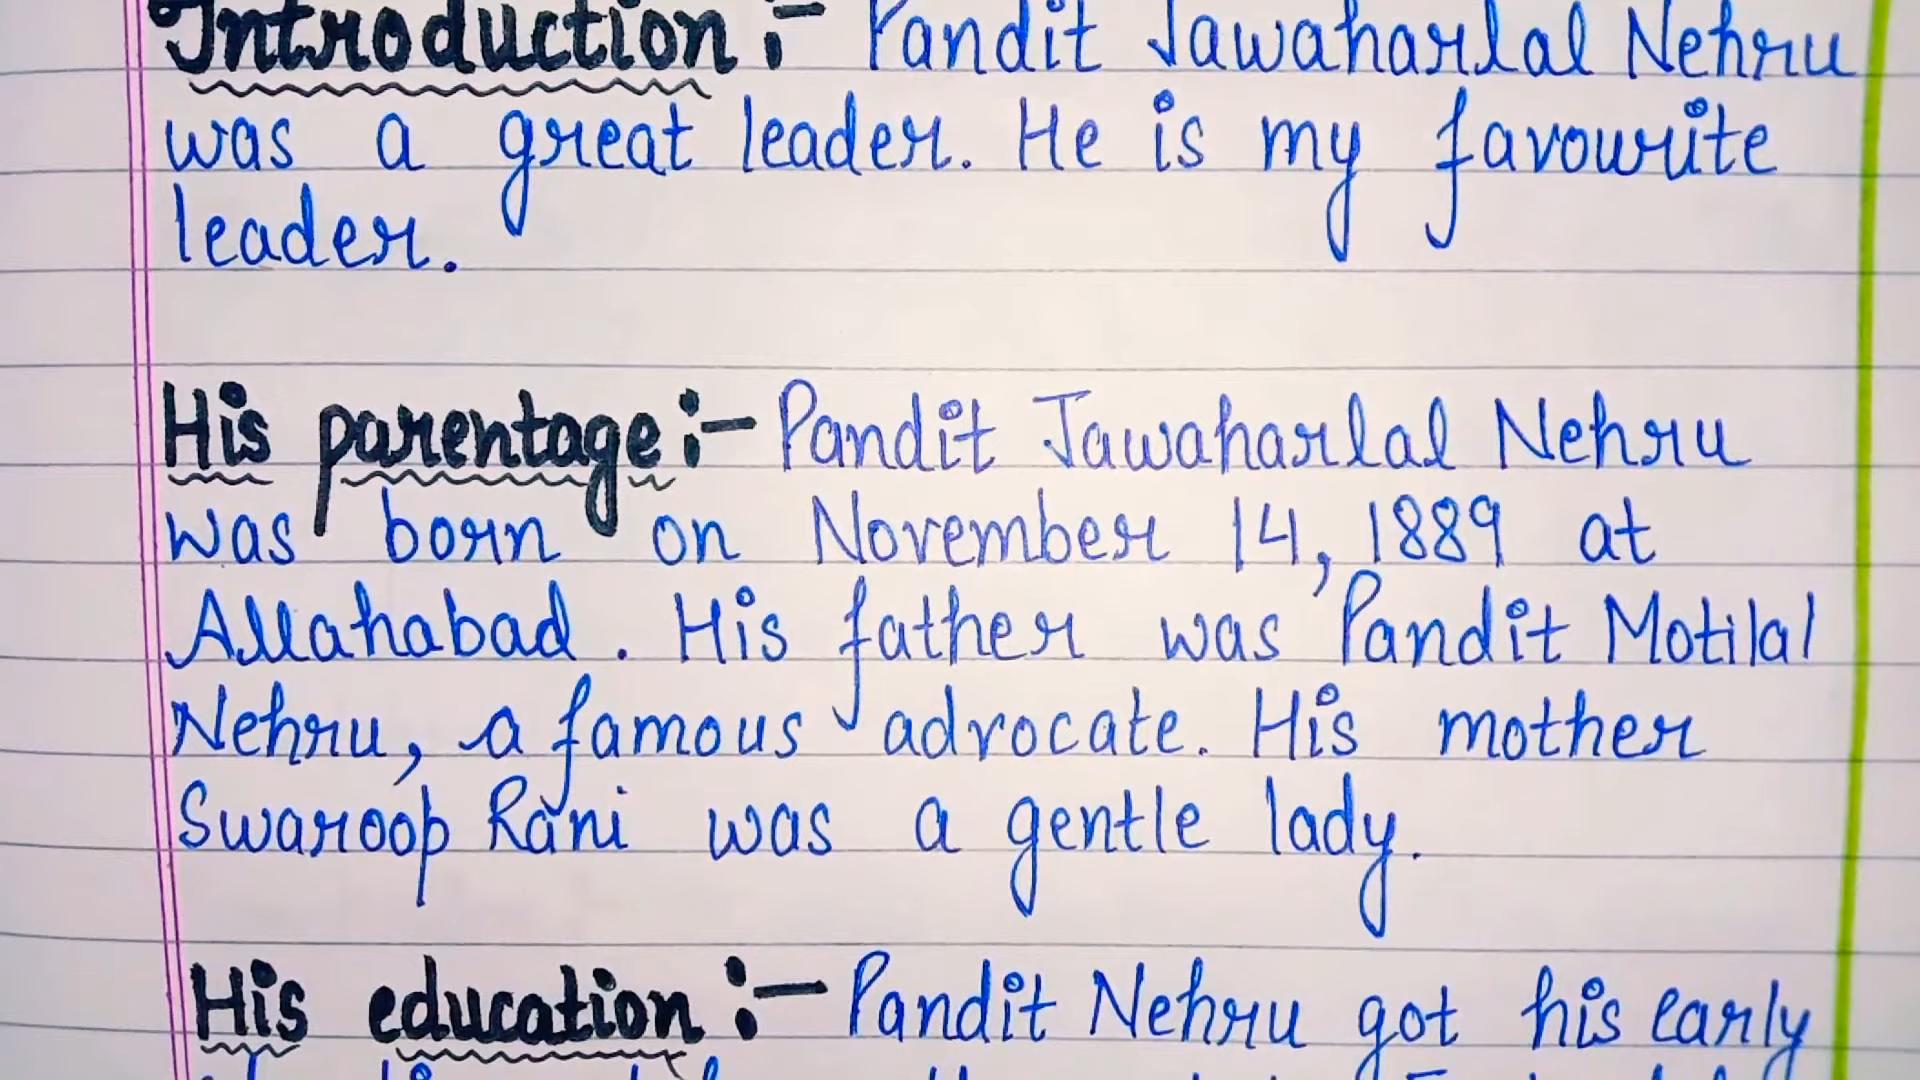 Introduction :- Pandit Jawaharlal Nehru
was a great leader. He is my favourite
leader.
His parentage :- Pandit Jawaharlal Nehru
was born on November 14, 1889 at
Allahabad. His father was Pandit Motilal
Nehru, a famous advocate. His mother
Swaroop Rani was a gentle lady.
His education :- Pandit Nehru got his early